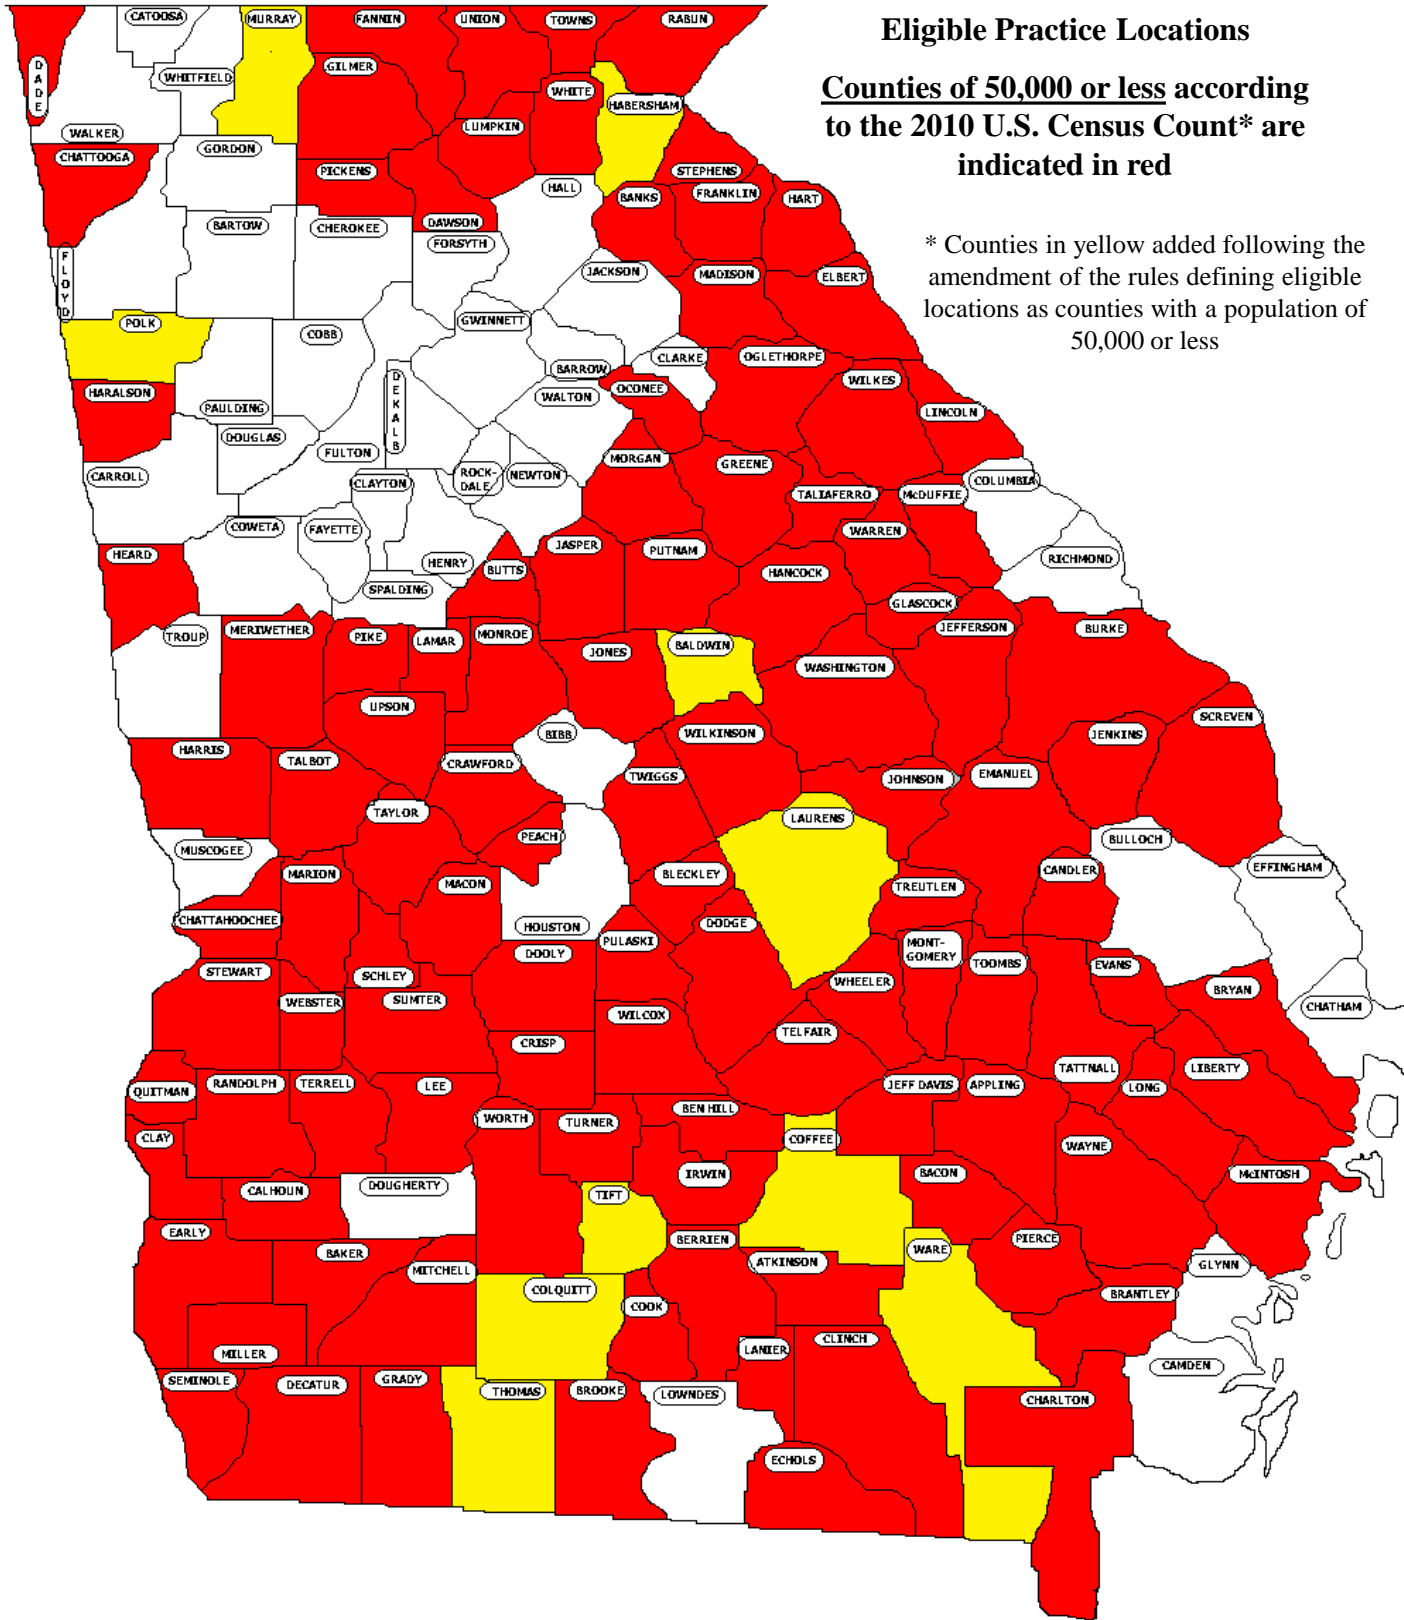 Eligible Practice Locations
Counties of 50,000 or less according
to the 2010 U.S. Census Count* are
indicated in red
* Counties in yellow added following the
amendment of the rules defining eligible
locations as counties with a population of
50,000 or less
CATOOSA
MURRAY
FANNIN
UNION
TOWNS
RABUN
DADE
WHITFIELD
GILMER
WHITE
HABERSHAM
WALKER
LUMPKIN
CHATTOOGA
GORDON
PICKENS
STEPHENS
HALL
BANKS
FRANKLIN
HART
BARTOW
CHEROKEE
DAWSON
FORSYTH
FLOYD
JACKSON
MADISON
ELBERT
POLK
COBB
GWINNETT
CLARKE
OGLETHORPE
BARROW
WILKES
HARALSON
DEKALB
OCONEE
WALTON
PAULDING
LINCOLN
DOUGLAS
FULTON
MORGAN
GREENE
CARROLL
CLAYTON
ROCK-
DALE
NEWTON
COLUMBIA
TALIAFERRO
McDUFFIE
COWETA
FAYETTE
WARREN
HEARD
HENRY
BUTTS
JASPER
PUTNAM
RICHMOND
HANCOCK
SPALDING
GLASCOCK
TROUP
MERIWETHER
PIKE
LAMAR
MONROE
JEFFERSON
BURKE
JONES
BALDWIN
WASHINGTON
UPSON
SCREVEN
HARRIS
BIBB
WILKINSON
JENKINS
TALBOT
CRAWFORD
TWIGGS
JOHNSON
EMANUEL
TAYLOR
LAURENS
PEACH
MUSCOGEE
BULLOCH
MARION
MACON
BLECKLEY
TREUTLEN
CANDLER
EFFINGHAM
CHATTAHOOCHEE
HOUSTON
DODGE
PULASKI
DOOLY
MONT-
GOMERY
TOOMBS
EVANS
STEWART
SCHLEY
WHEELER
BRYAN
WEBSTER
SUMTER
WILCOX
CHATHAM
CRISP
TELFAIR
TATTNALL
LIBERTY
QUITMAN
RANDOLPH
TERRELL
LEE
JEFF DAVIS
APPLING
LONG
WORTH
TURNER
BEN HILL
CLAY
COFFEE
WAYNE
IRWIN
BACON
McINTOSH
CALHOUN
DOUGHERTY
TIFT
EARLY
BAKER
BERRIEN
WARE
PIERCE
MITCHELL
ATKINSON
GLYNN
COLQUITT
COOK
BRANTLEY
MILLER
LANIER
CLINCH
CAMDEN
SEMINOLE
DECATUR
GRADY
THOMAS
BROOKE
LOWNDES
CHARLTON
ECHOLS